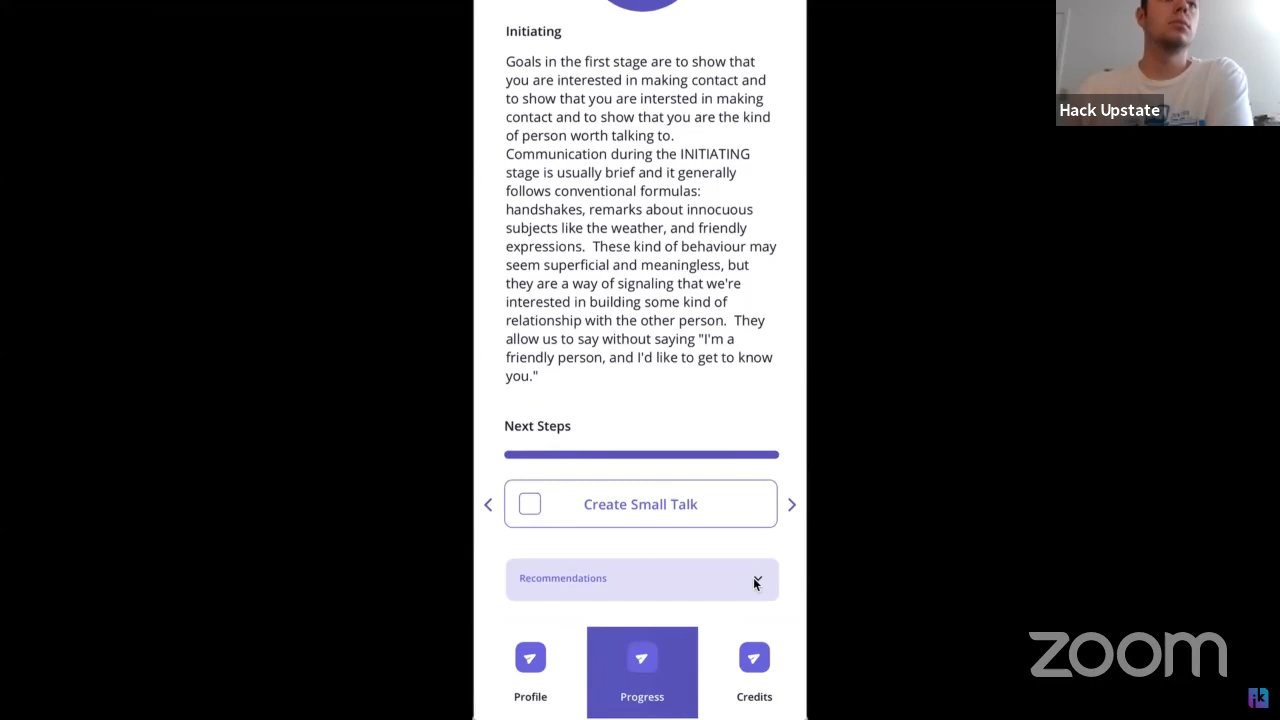 Initiating
Goals in the first stage are to show that
you are interested in making contact and
to show that you are intersted in making
contact and to show that you are the kind
of person worth talking to.
Communication during the INITIATING
stage is usually brief and it generally
follows conventional formulas:
handshakes, remarks about innocuous
subjects like the weather, and friendly
expressions.  These kind of behaviour may
seem superficial and meaningless, but
they are a way of signaling that we're
interested in building some kind of
relationship with the other person.  They
allow us to say without saying "I'm a
friendly person, and I'd like to get to know
you."
Next Steps
Create Small Talk
Recommendations
Profile
Progress
Credits
Hack Upstate
zoom